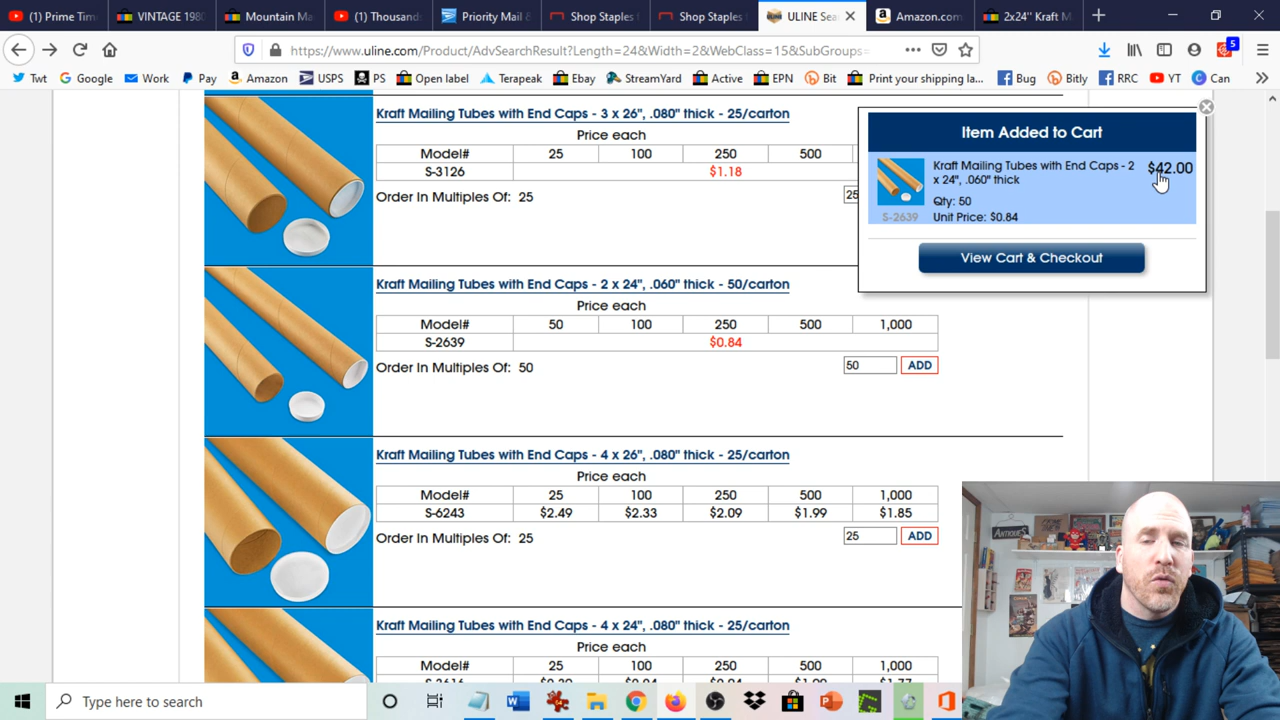 (1) Prime Tim
VINTAGE 1980
Mountain Ma
(1) Thousand
Priority Mail &
Shop Staples f
Shop Staples f
ULINE Sea
Amazon.com
2x24'' Kraft M
https://www.uline.com/Product/AdvSearchResult?Length=24&Width=2&WebClass=15&SubGroups=
5
Twt
Google
Work
Pay
Amazon
USPS
PS
Open label
Terapeak
Ebay
StreamYard
Active
EPN
Bit
Print your shipping la...
Bug
Bitly
RRC
YT
Can
Kraft Mailing Tubes with End Caps - 3 x 26", .080" thick - 25/carton
Price each
Model# 25 100 250 500
S-3126 $1.18
Order In Multiples Of: 25
25
Item Added to Cart
Kraft Mailing Tubes with End Caps - 2
x 24", .060" thick
$42.00
Qty: 50
S-2639
Unit Price: $0.84
View Cart & Checkout
Kraft Mailing Tubes with End Caps - 2 x 24", .060" thick - 50/carton
Price each
Model# 50 100 250 500 1,000
S-2639 $0.84
Order In Multiples Of: 50
50 ADD
Kraft Mailing Tubes with End Caps - 4 x 26", .080" thick - 25/carton
Price each
Model# 25 100 250 500 1,000
S-6243 $2.49 $2.33 $2.09 $1.99 $1.85
Order In Multiples Of: 25
25 ADD
Kraft Mailing Tubes with End Caps - 4 x 24", .080" thick - 25/carton
Price each
Model# 25 100 250 500 1,000
ANTIQUES
Type here to search